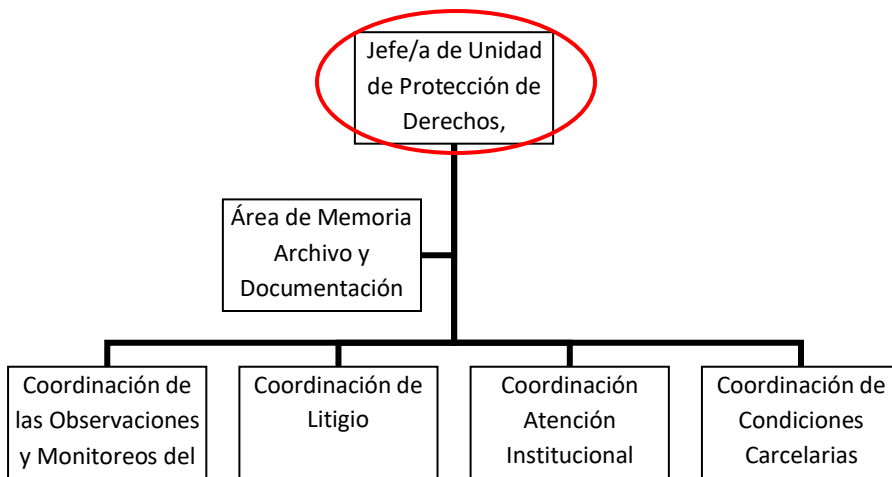 Jefe/a de Unidad
de Protección de
Derechos,
Área de Memoria
Archivo y
Documentación
Coordinación de
las Observaciones
y Monitoreos del
Coordinación de
Litigio
Coordinación
Atención
Institucional
Coordinación de
Condiciones
Carcelarias